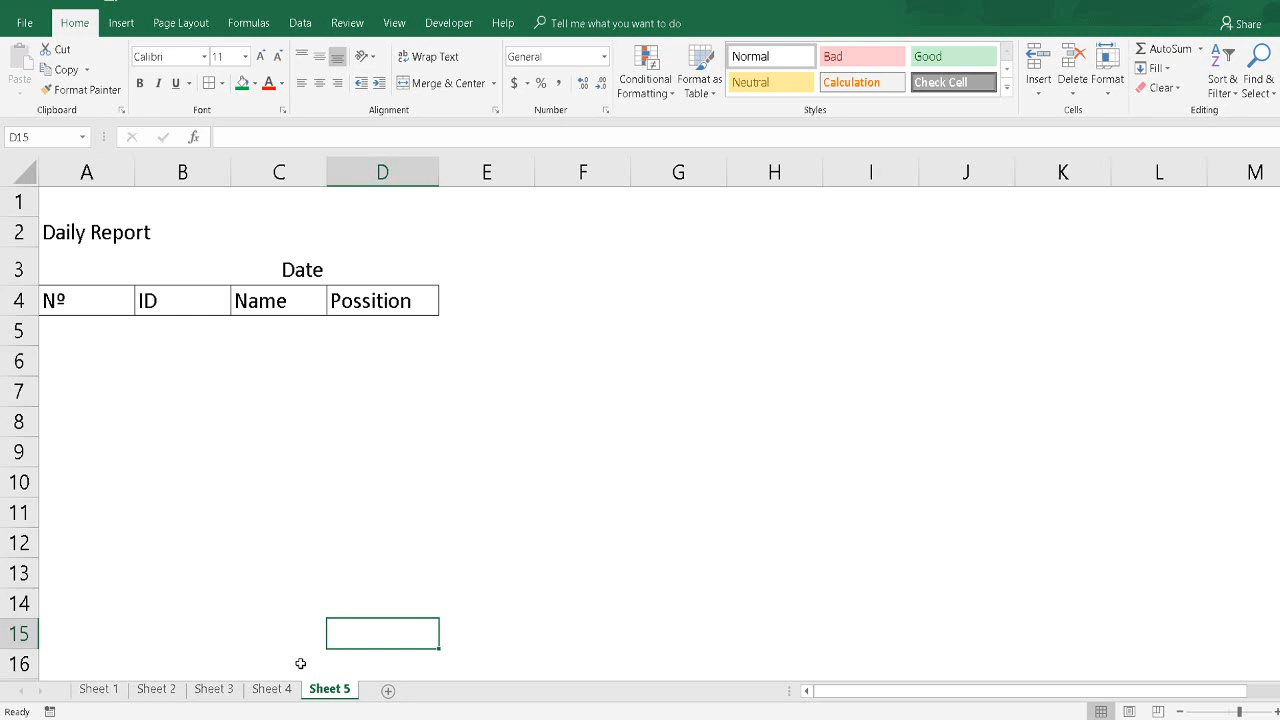 File Home Insert Page Layout Formulas Data Review View Developer Help Tell me what you want to do Share
Paste Cut Copy Format Painter Clipboard
Calibri 11 A A B I U A Font
Wrap Text Merge & Center Alignment
General $ % , Number
Conditional Formatting Format as Table
Normal Bad Good
Neutral Calculation Check Cell
Styles
Insert Delete Format Cells
AutoSum Fill Clear Sort & Filter Find & Select Editing
D15 fx
A B C D E F G H I J K L M
1
2 Daily Report
3 Date
4 Nº ID Name Possition
5
6
7
8
9
10
11
12
13
14
15
16
Sheet 1 Sheet 2 Sheet 3 Sheet 4 Sheet 5
Ready